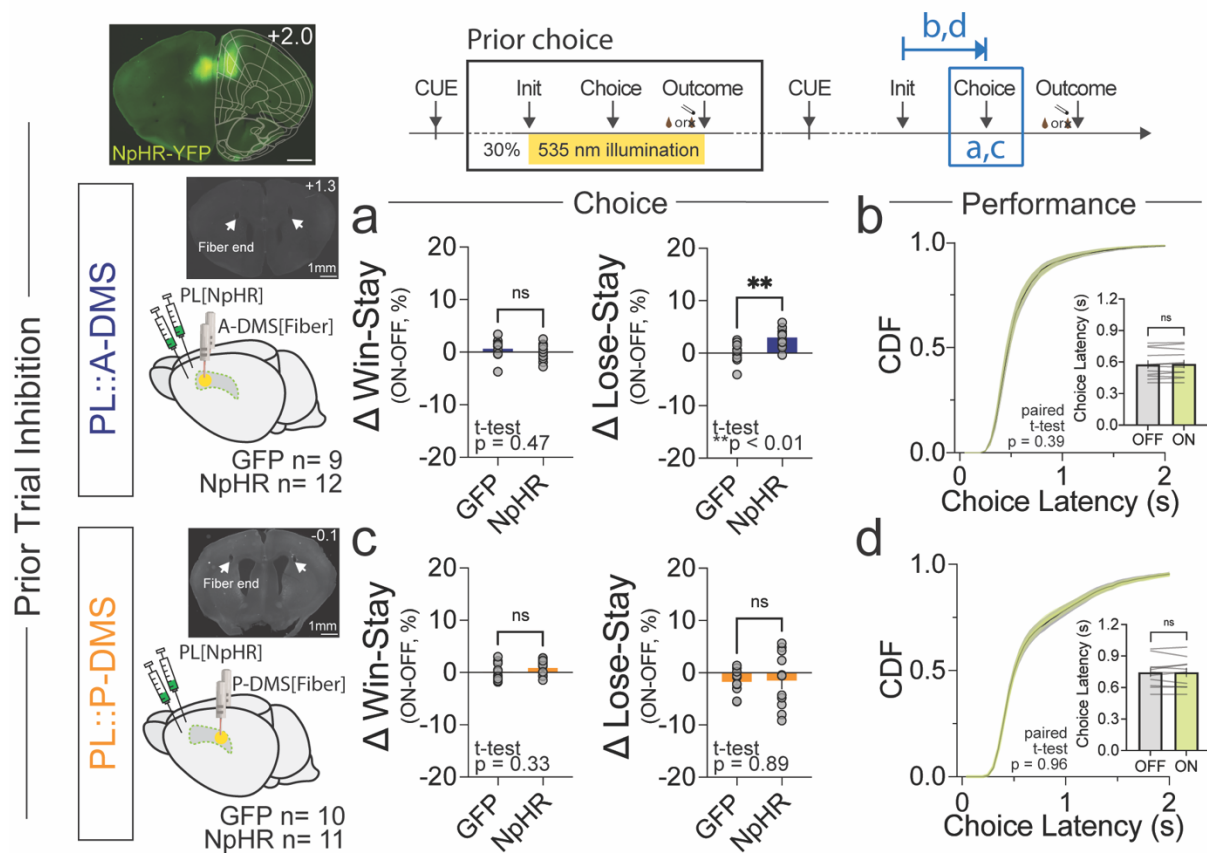 +2.0
NpHR-YFP
Prior choice
CUE
Init
Choice
Outcome
or
30%
535 nm illumination
CUE
b,d
Init
Choice
Outcome
or
a,c
Prior Trial Inhibition
PL::A-DMS
+1.3
Fiber end
1mm
PL[NpHR]
A-DMS[Fiber]
GFP n= 9
NpHR n= 12
a
Choice
Δ Win-Stay
(ON-OFF, %)
20
10
0
-10
-20
ns
t-test
p = 0.47
GFP
NpHR
Δ Lose-Stay
(ON-OFF, %)
20
10
0
-10
-20
**
t-test
**p < 0.01
GFP
NpHR
b
Performance
CDF
1.0
0.5
0.0
0
1
2
Choice Latency (s)
paired
t-test
p = 0.39
Choice Latency (s)
1.2
0.9
0.6
0.3
0.0
ns
OFF
ON
PL::P-DMS
-0.1
Fiber end
1mm
PL[NpHR]
P-DMS[Fiber]
GFP n= 10
NpHR n= 11
c
Δ Win-Stay
(ON-OFF, %)
20
10
0
-10
-20
ns
t-test
p = 0.33
GFP
NpHR
Δ Lose-Stay
(ON-OFF, %)
20
10
0
-10
-20
ns
t-test
p = 0.89
GFP
NpHR
d
CDF
1.0
0.5
0.0
0
1
2
Choice Latency (s)
paired
t-test
p = 0.96
Choice Latency (s)
1.2
0.9
0.6
0.3
0.0
ns
OFF
ON